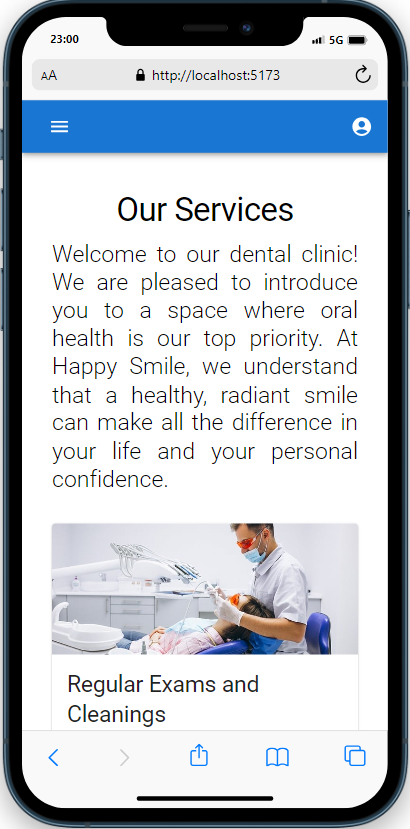 23:00
5G
AA
http://localhost:5173
Our Services
Welcome to our dental clinic!
We are pleased to introduce
you to a space where oral
health is our top priority. At
Happy Smile, we understand
that a healthy, radiant smile
can make all the difference in
your life and your personal
confidence.
Regular Exams and
Cleanings